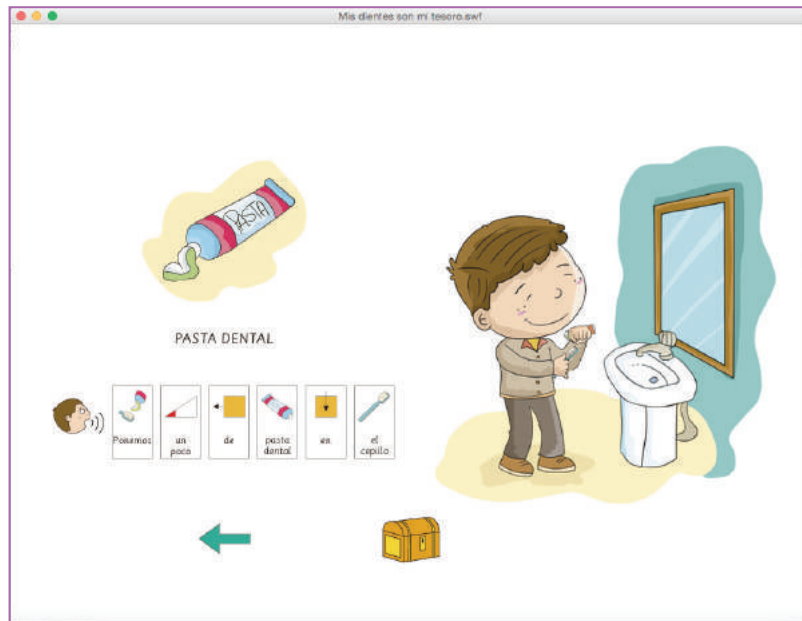 Mis dientes son mi tesoro.swf
PASTA
PASTA DENTAL
Ponemos un poco de pasta dental en el cepillo